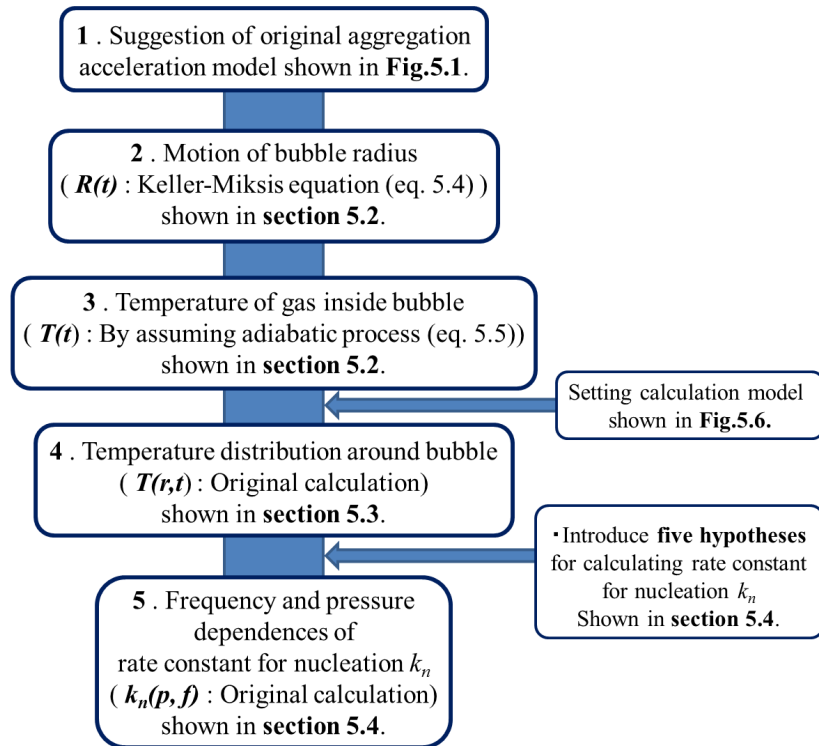 1 . Suggestion of original aggregation
acceleration model shown in Fig.5.1.
2 . Motion of bubble radius
( R(t) : Keller-Miksis equation (eq. 5.4) )
shown in section 5.2.
3 . Temperature of gas inside bubble
( T(t) : By assuming adiabatic process (eq. 5.5))
shown in section 5.2.
Setting calculation model
shown in Fig.5.6.
4 . Temperature distribution around bubble
( T(r,t) : Original calculation)
shown in section 5.3.
・Introduce five hypotheses
for calculating rate constant
for nucleation kn
Shown in section 5.4.
5 . Frequency and pressure
dependences of
rate constant for nucleation kn
( kn(p, f) : Original calculation)
shown in section 5.4.